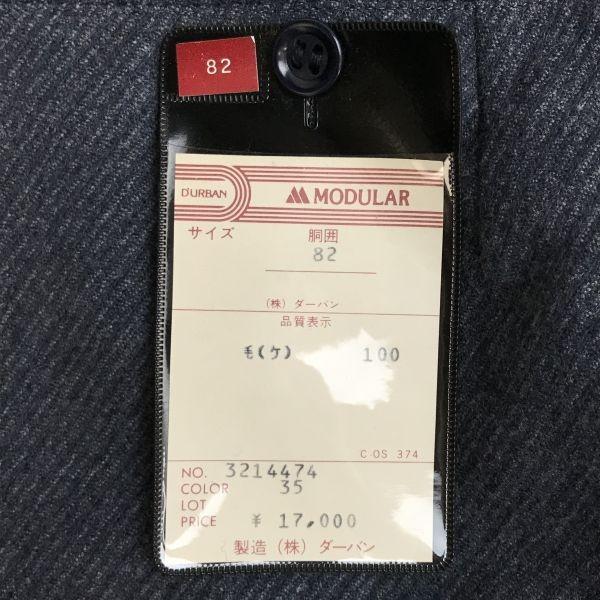 82
D'URBAN
MODULAR
サイズ 胴囲
82
(株) ダーバン
品質表示
毛(ケ) 100
C-OS 374
NO. 3214474
COLOR 35
LOT
PRICE ¥ 17,000
製造 (株) ダーバン